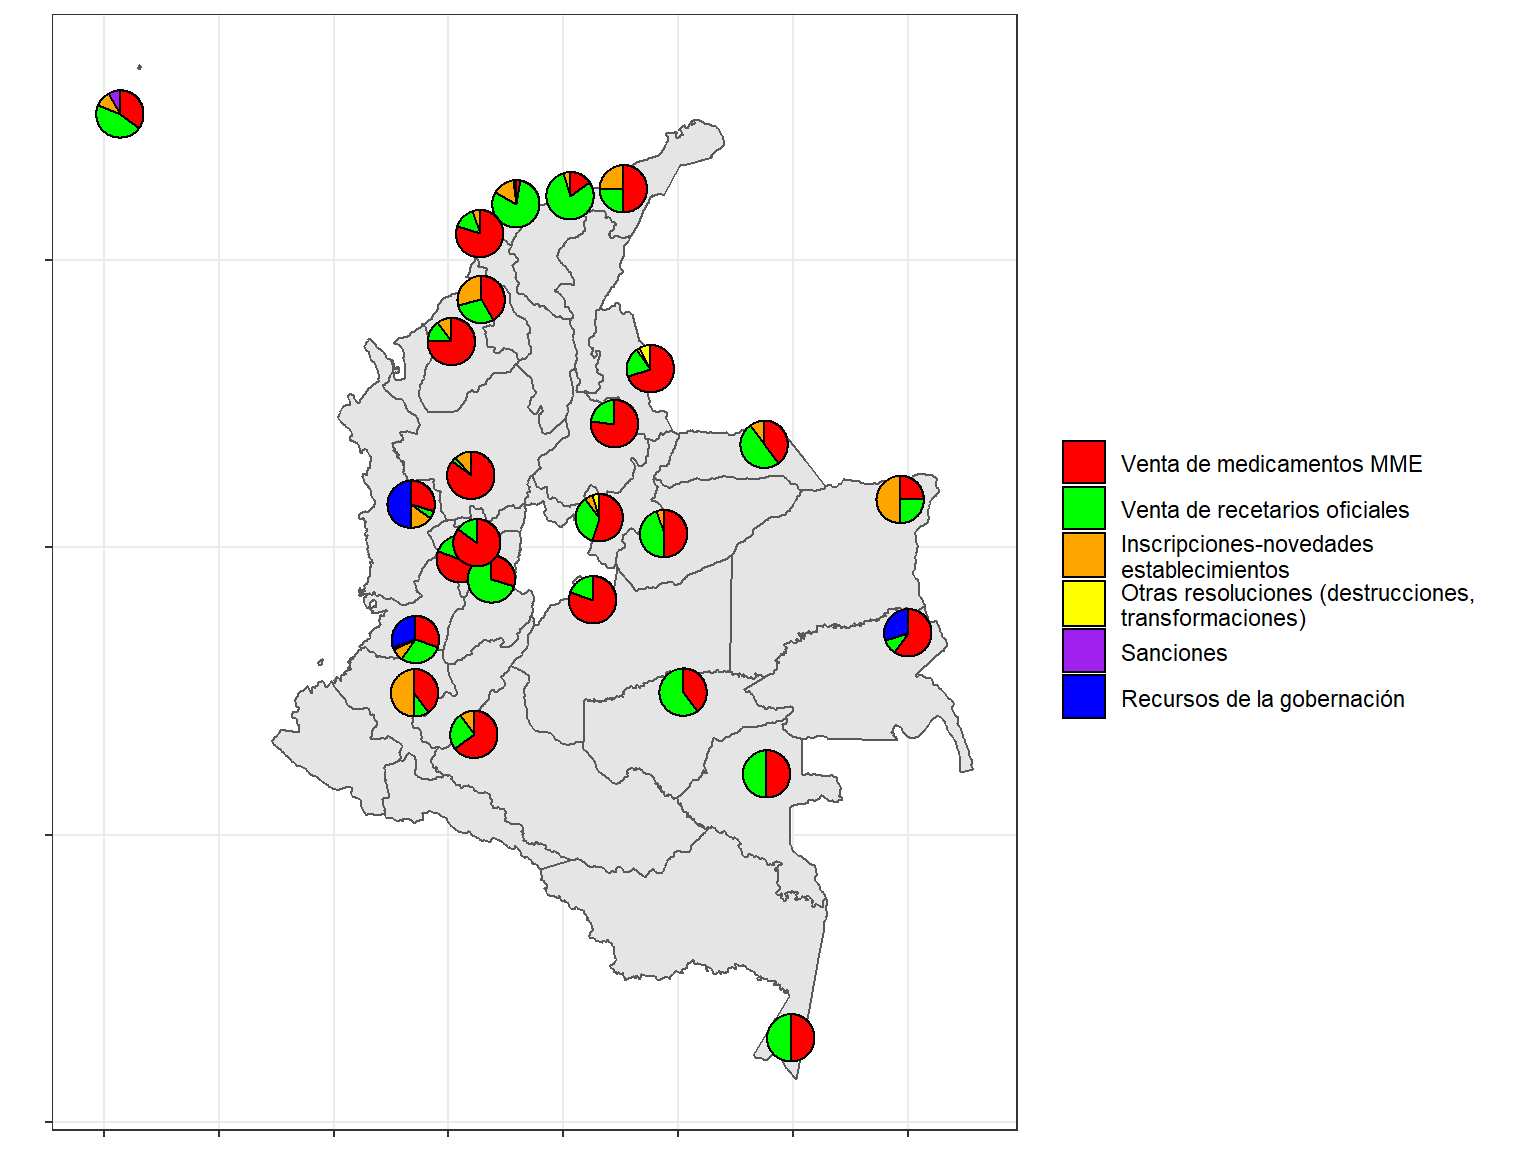 Venta de medicamentos MME
Venta de recetarios oficiales
Inscripciones-novedades
establecimientos
Otras resoluciones (destrucciones,
transformaciones)
Sanciones
Recursos de la gobernación